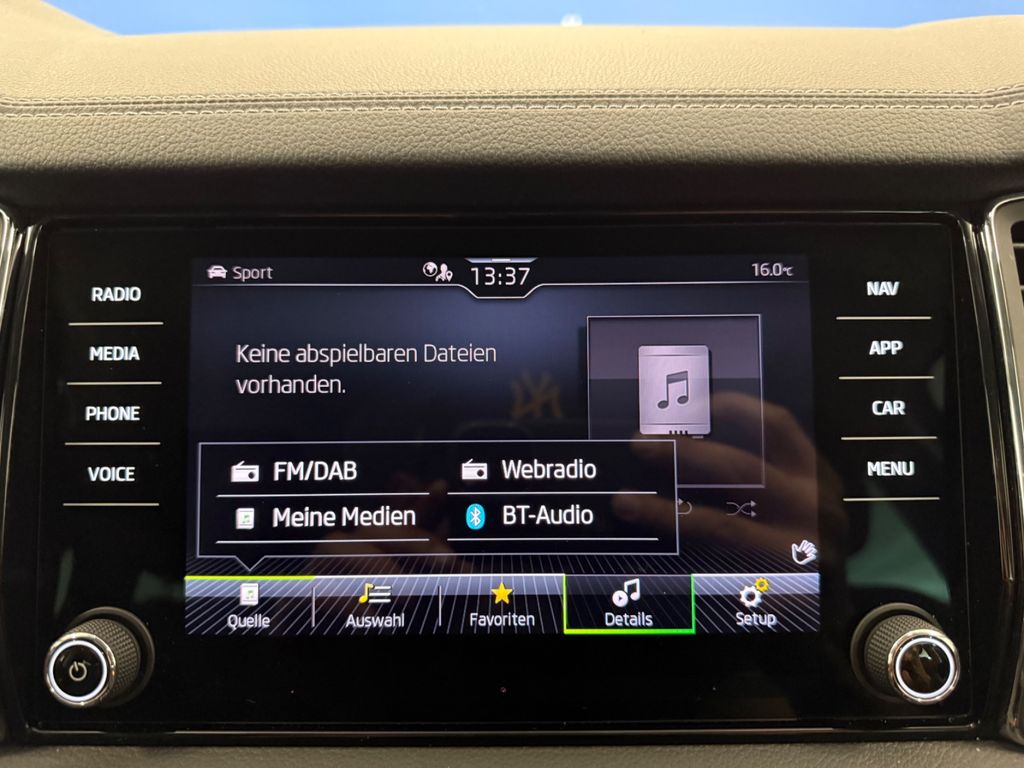 RADIO
MEDIA
PHONE
VOICE
Sport
13:37
16.0°C
Keine abspielbaren Dateien
vorhanden.
FM/DAB
Webradio
Meine Medien
BT-Audio
Quelle
Auswahl
Favoriten
Details
Setup
NAV
APP
CAR
MENU